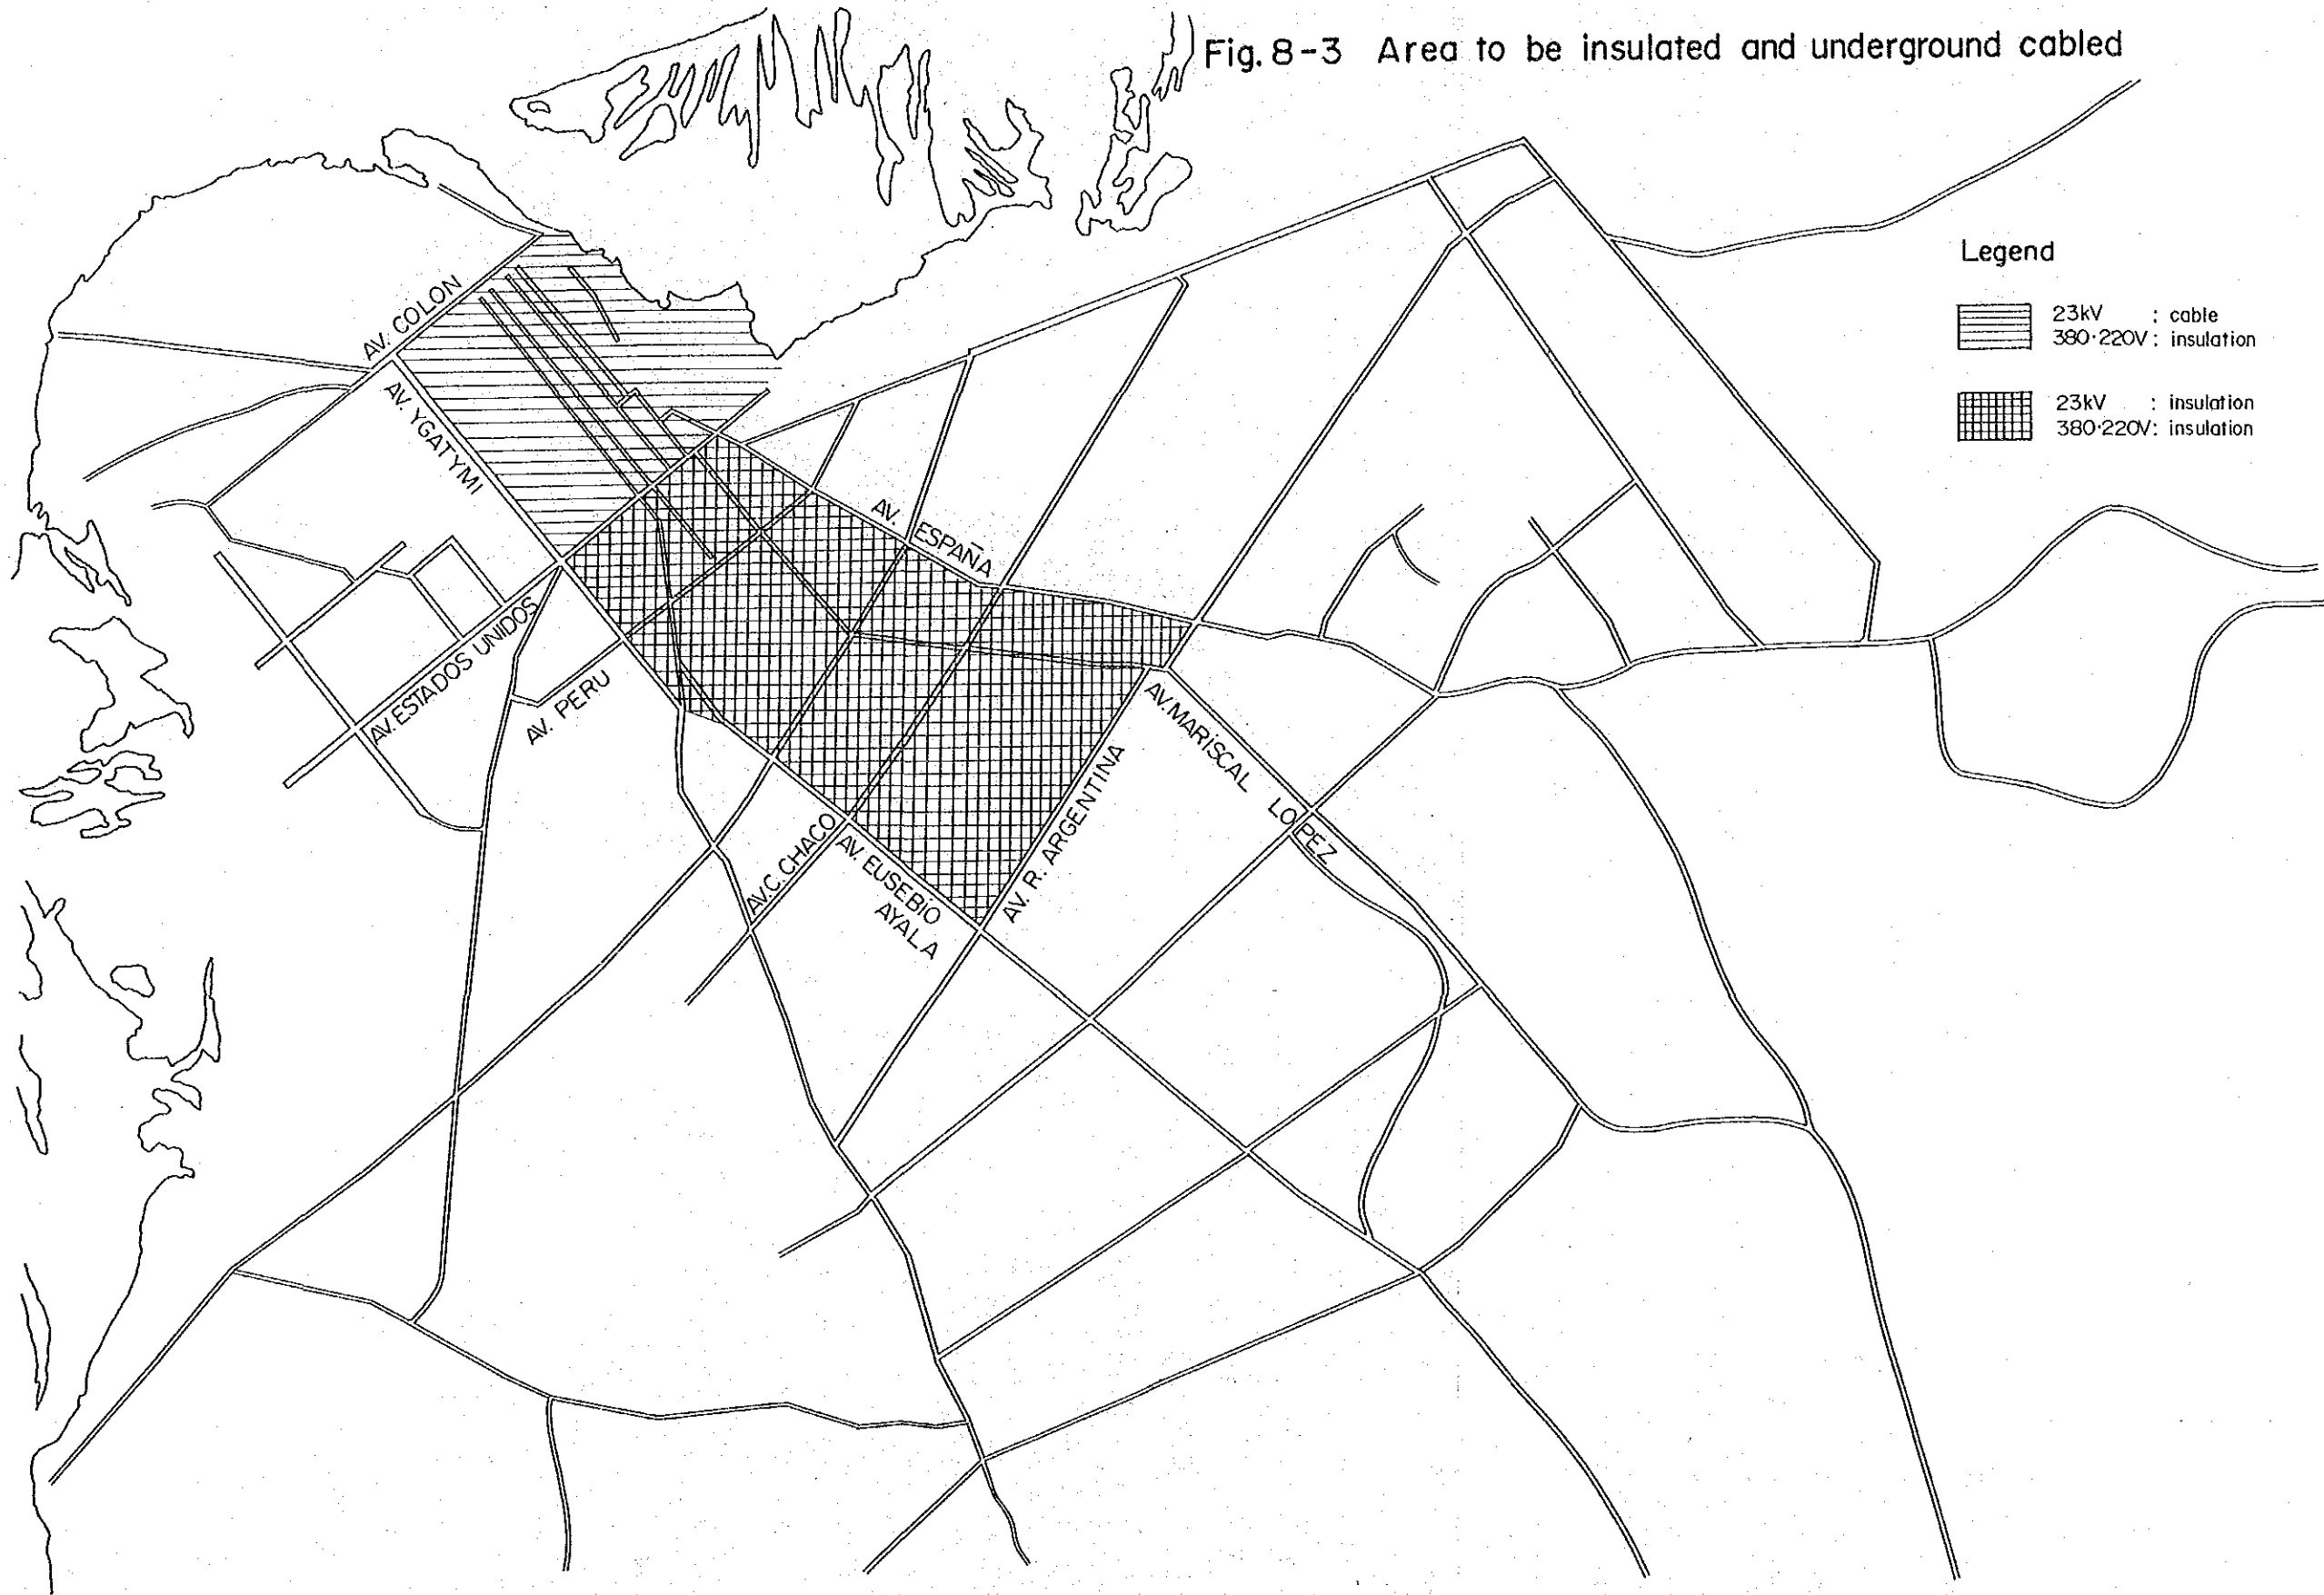 Fig. 8-3 Area to be insulated and underground cabled
Legend
23kV : cable
380·220V : insulation
23kV : insulation
380·220V : insulation
AV. COLON
AV. YGATYMI
AV. ESPAÑA
AV. ESTADOS UNIDOS
AV. PERU
AV. MARISCAL LOPEZ
AV. R. ARGENTINA
AV. C. CHACO
AV. EUSEBIO
AYALA